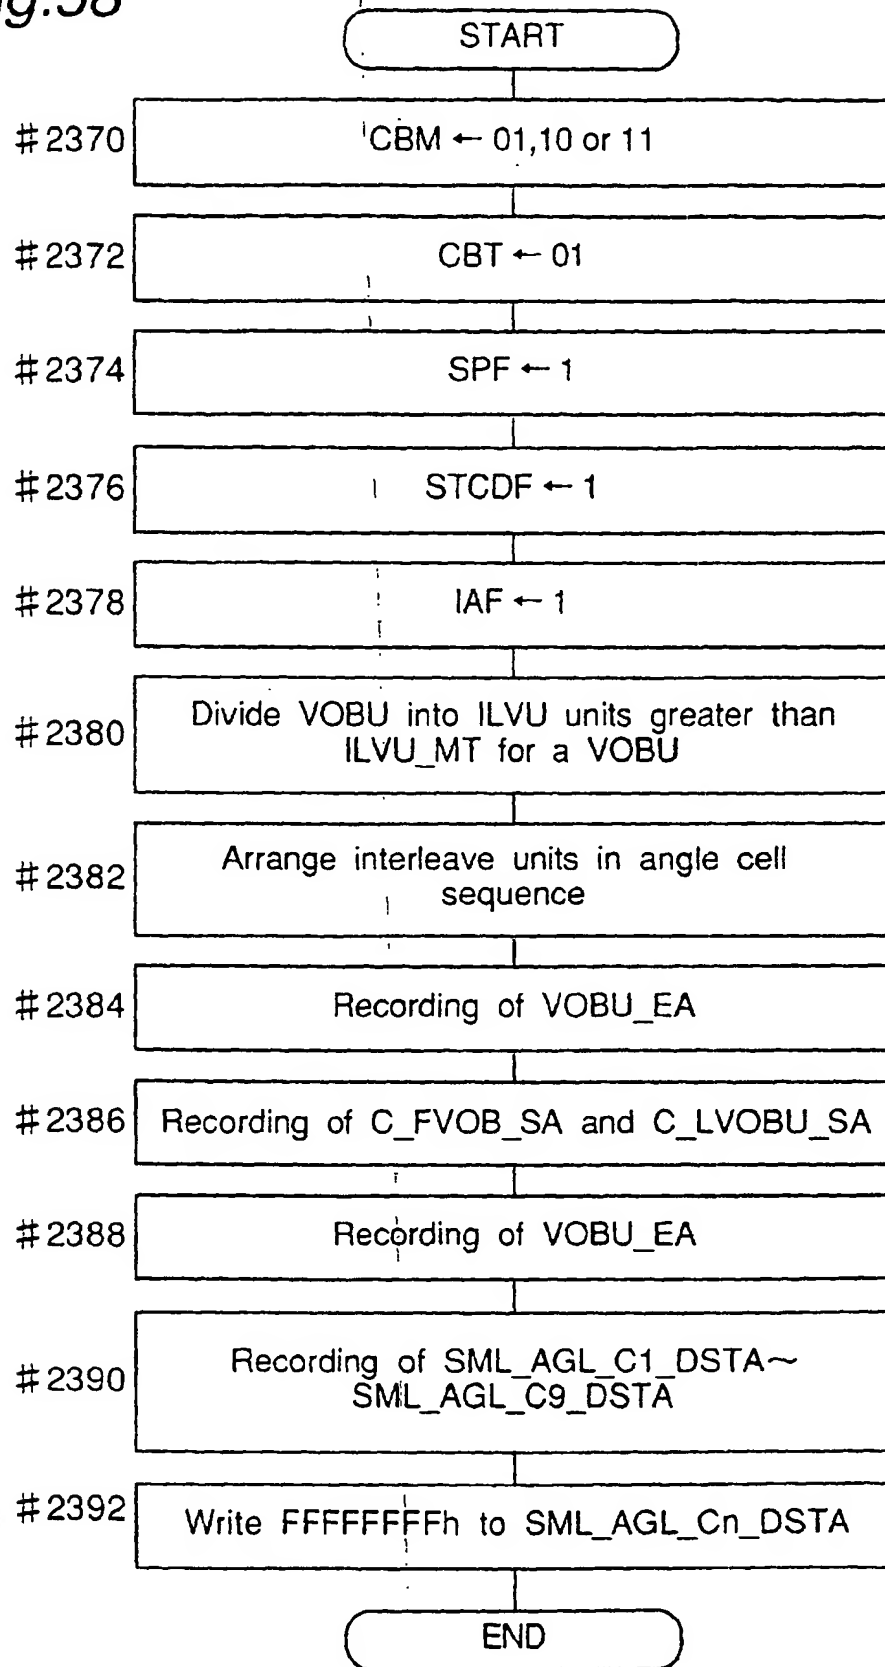 ig.58
START
#2370
CBM ← 01,10 or 11
#2372
CBT ← 01
#2374
SPF ← 1
#2376
STCDF ← 1
#2378
IAF ← 1
#2380
Divide VOBU into ILVU units greater than
ILVU_MT for a VOBU
#2382
Arrange interleave units in angle cell
sequence
#2384
Recording of VOBU_EA
#2386
Recording of C_FVOB_SA and C_LVOBU_SA
#2388
Recording of VOBU_EA
#2390
Recording of SML_AGL_C1_DSTA~
SML_AGL_C9_DSTA
#2392
Write FFFFFFFFh to SML_AGL_Cn_DSTA
END